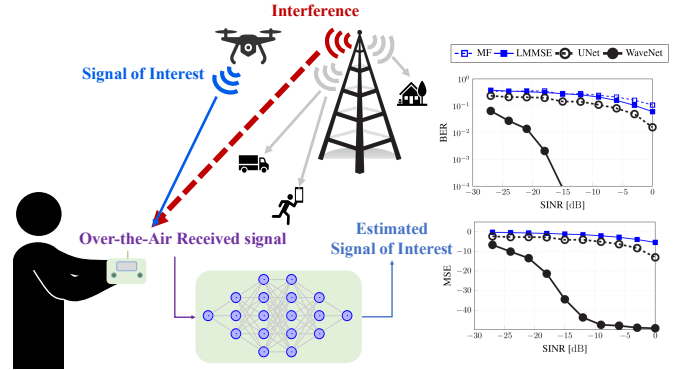 Interference
Signal of Interest
Over-the-Air Received signal
Estimated
Signal of Interest
MF LMMSE UNet WaveNet
10⁰
10⁻¹
10⁻²
10⁻³
10⁻⁴
BER
−30 −25 −20 −15 −10 −5 0
SINR [dB]
0
−10
−20
−30
−40
MSE
−30 −25 −20 −15 −10 −5 0
SINR [dB]